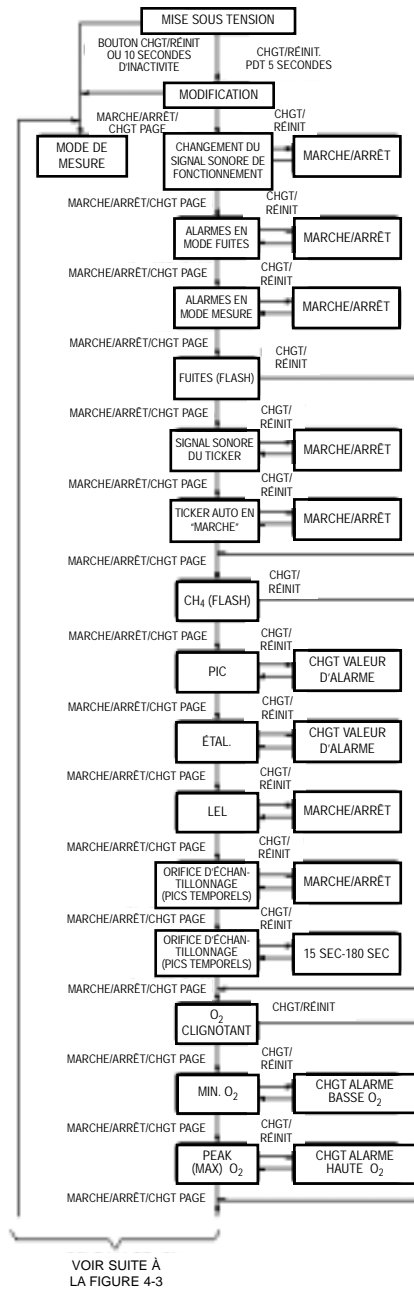 MISE SOUS TENSION
BOUTON CHGT/RÉINIT
OU 10 SECONDES
D'INACTIVITE
CHGT/RÉINIT.
PDT 5 SECONDES
MODIFICATION
MARCHE/ARRÊT/
CHGT PAGE
CHGT/
RÉINIT
MODE DE
MESURE
CHANGEMENT DU
SIGNAL SONORE DE
FONCTIONNEMENT
MARCHE/ARRÊT
MARCHE/ARRÊT/CHGT PAGE
CHGT/
RÉINIT
ALARMES EN
MODE FUITES
MARCHE/ARRÊT
MARCHE/ARRÊT/CHGT PAGE
CHGT/
RÉINIT
ALARMES EN
MODE MESURE
MARCHE/ARRÊT
MARCHE/ARRÊT/CHGT PAGE
CHGT/
RÉINIT
FUITES (FLASH)
MARCHE/ARRÊT/CHGT PAGE
CHGT/
RÉINIT
SIGNAL SONORE
DU TICKER
MARCHE/ARRÊT
MARCHE/ARRÊT/CHGT PAGE
CHGT/
RÉINIT
TICKER AUTO EN
"MARCHE"
MARCHE/ARRÊT
MARCHE/ARRÊT/CHGT PAGE
CHGT/
RÉINIT
CH4 (FLASH)
MARCHE/ARRÊT/CHGT PAGE
CHGT/
RÉINIT
PIC
CHGT VALEUR
D'ALARME
MARCHE/ARRÊT/CHGT PAGE
CHGT/
RÉINIT
ÉTAL.
CHGT VALEUR
D'ALARME
MARCHE/ARRÊT/CHGT PAGE
CHGT/
RÉINIT
LEL
MARCHE/ARRÊT
MARCHE/ARRÊT/CHGT PAGE
CHGT/
RÉINIT
ORIFICE D'ÉCHAN-
TILLONNAGE
(PICS TEMPORELS)
MARCHE/ARRÊT
MARCHE/ARRÊT/CHGT PAGE
CHGT/
RÉINIT
ORIFICE D'ÉCHAN-
TILLONNAGE
(PICS TEMPORELS)
15 SEC-180 SEC
MARCHE/ARRÊT/CHGT PAGE
CHGT/RÉINIT
O2
CLIGNOTANT
MARCHE/ARRÊT/CHGT PAGE
CHGT/
RÉINIT
MIN. O2
CHGT ALARME
BASSE O2
MARCHE/ARRÊT/CHGT PAGE
CHGT/
RÉINIT
PEAK
(MAX) O2
CHGT ALARME
HAUTE O2
MARCHE/ARRÊT/CHGT PAGE
VOIR SUITE À
LA FIGURE 4-3